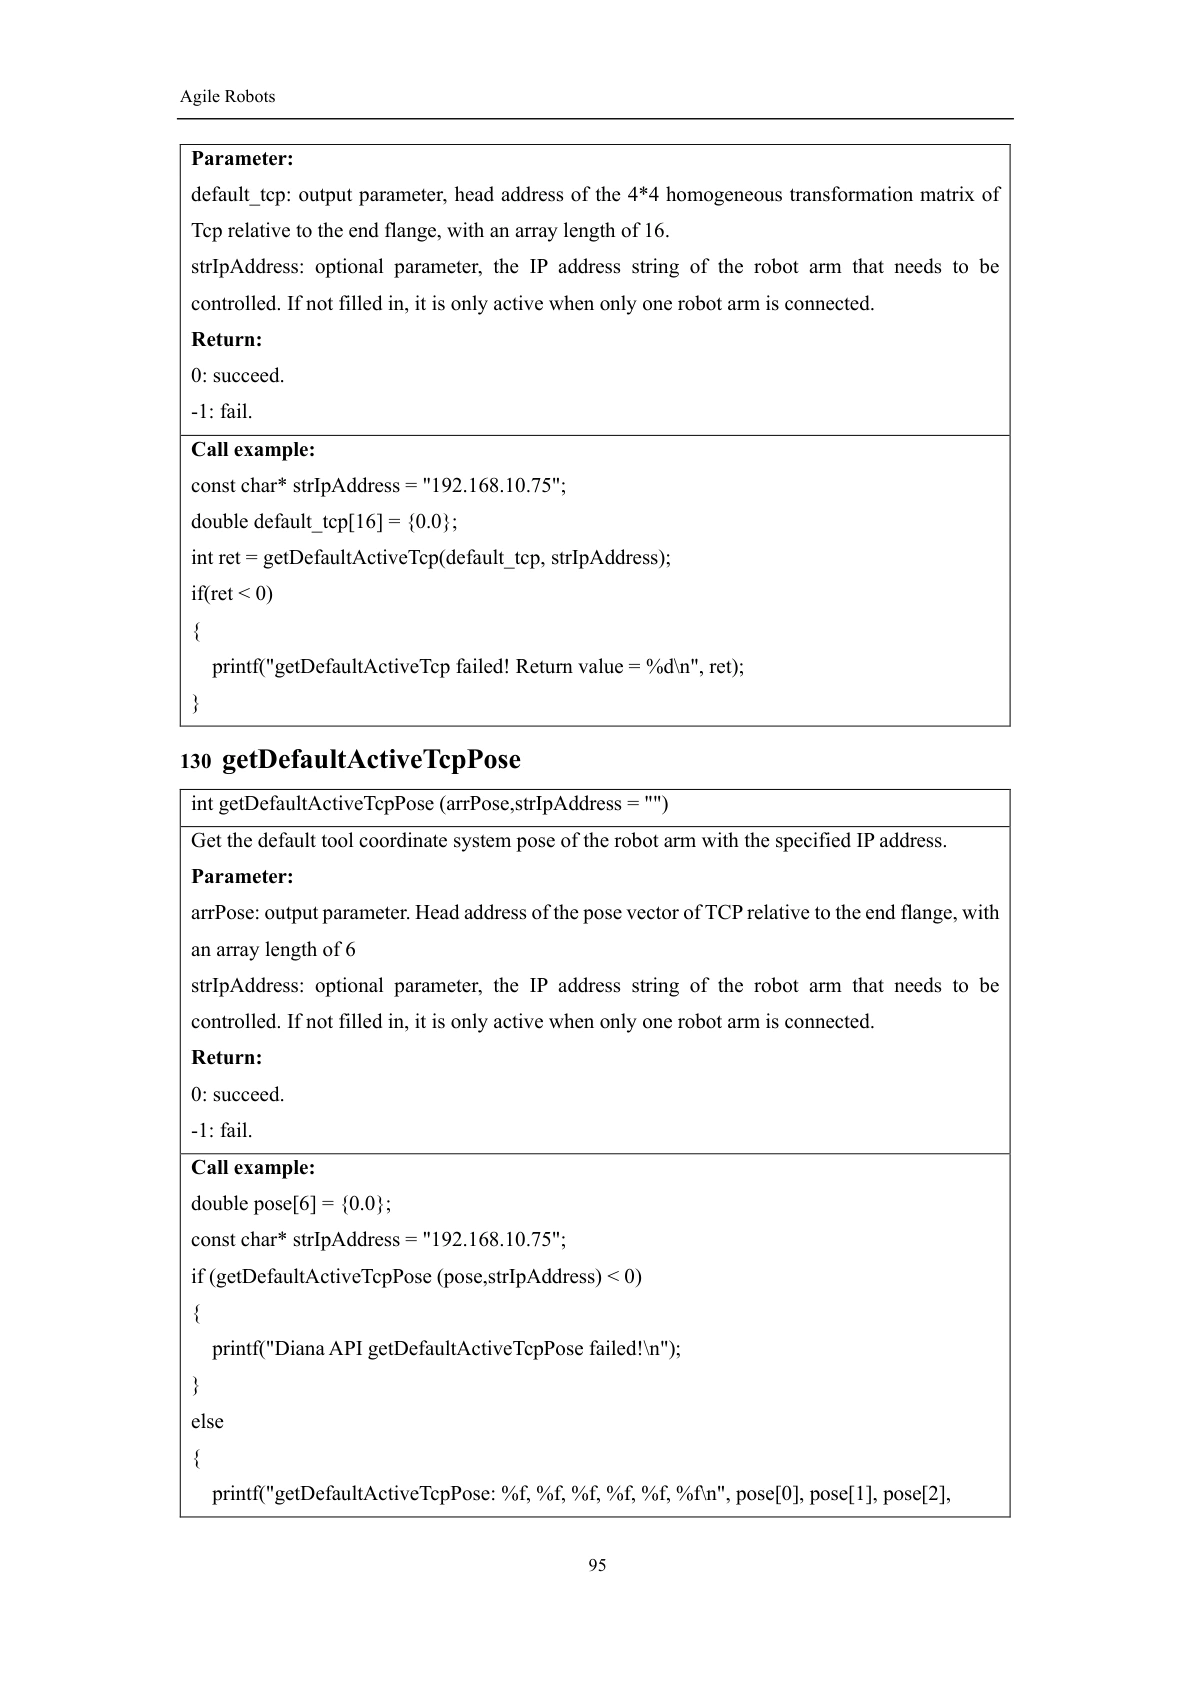 Agile Robots
Parameter:
default_tcp: output parameter, head address of the 4*4 homogeneous transformation matrix of
Tcp relative to the end flange, with an array length of 16.
strIpAddress: optional parameter, the IP address string of the robot arm that needs to be
controlled. If not filled in, it is only active when only one robot arm is connected.
Return:
0: succeed.
-1: fail.
Call example:
const char* strIpAddress = "192.168.10.75";
double default_tcp[16] = {0.0};
int ret = getDefaultActiveTcp(default_tcp, strIpAddress);
if(ret < 0)
{
printf("getDefaultActiveTcp failed! Return value = %d\n", ret);
}
130 getDefaultActiveTcpPose
int getDefaultActiveTcpPose (arrPose,strIpAddress = "")
Get the default tool coordinate system pose of the robot arm with the specified IP address.
Parameter:
arrPose: output parameter. Head address of the pose vector of TCP relative to the end flange, with
an array length of 6
strIpAddress: optional parameter, the IP address string of the robot arm that needs to be
controlled. If not filled in, it is only active when only one robot arm is connected.
Return:
0: succeed.
-1: fail.
Call example:
double pose[6] = {0.0};
const char* strIpAddress = "192.168.10.75";
if (getDefaultActiveTcpPose (pose,strIpAddress) < 0)
{
printf("Diana API getDefaultActiveTcpPose failed!\n");
}
else
{
printf("getDefaultActiveTcpPose: %f, %f, %f, %f, %f, %f\n", pose[0], pose[1], pose[2],
95